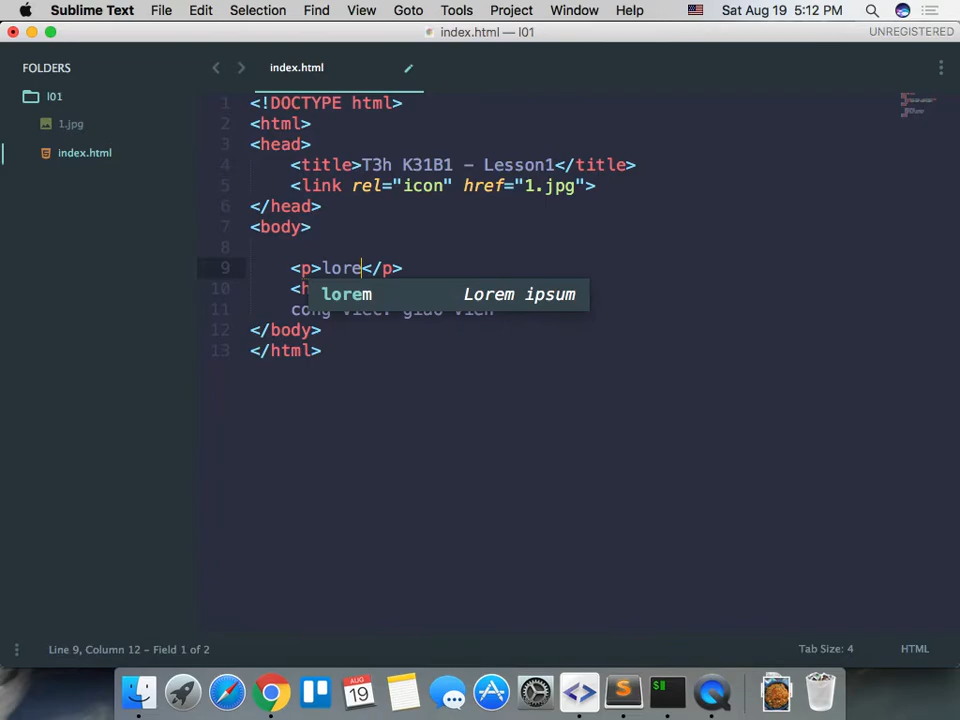 Sublime Text File Edit Selection Find View Goto Tools Project Window Help Sat Aug 19 5:12 PM
index.html — l01 UNREGISTERED
FOLDERS
l01
1.jpg
index.html
index.html
1 <!DOCTYPE html>
2 <html>
3 <head>
4 <title>T3h K31B1 - Lesson1</title>
5 <link rel="icon" href="1.jpg">
6 </head>
7 <body>
8
9 <p>lore</p>
10 <h
lorem Lorem ipsum
11
12 </body>
13 </html>
Line 9, Column 12 - Field 1 of 2 Tab Size: 4 HTML
AUG
19